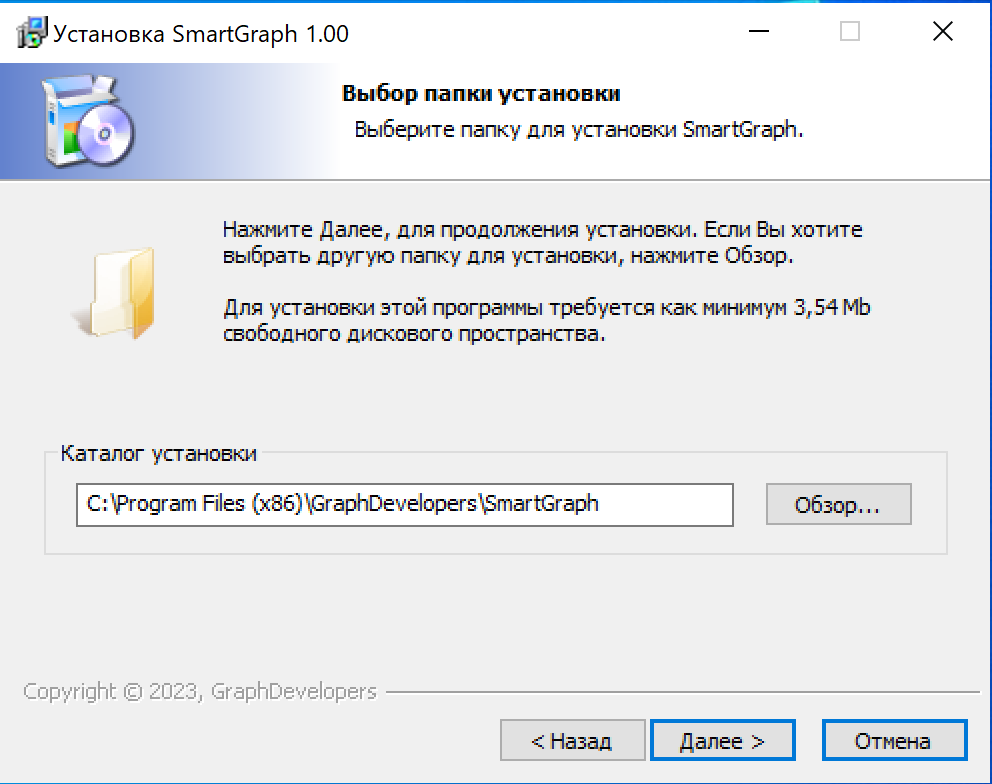 Установка SmartGraph 1.00
Выбор папки установки
Выберите папку для установки SmartGraph.
Нажмите Далее, для продолжения установки. Если Вы хотите
выбрать другую папку для установки, нажмите Обзор.
Для установки этой программы требуется как минимум 3,54 Mb
свободного дискового пространства.
Каталог установки
C:\Program Files (x86)\GraphDevelopers\SmartGraph
Обзор...
Copyright © 2023, GraphDevelopers
< Назад
Далее >
Отмена